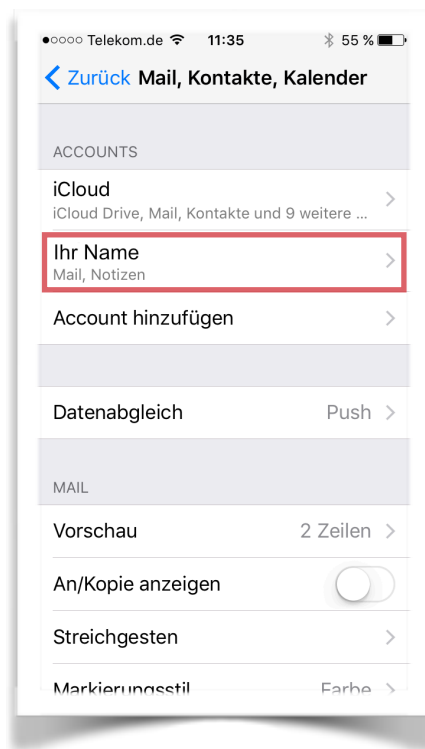 Telekom.de 11:35 55 %
Zurück Mail, Kontakte, Kalender
ACCOUNTS
iCloud
iCloud Drive, Mail, Kontakte und 9 weitere ...
Ihr Name
Mail, Notizen
Account hinzufügen
Datenabgleich Push
MAIL
Vorschau 2 Zeilen
An/Kopie anzeigen
Streichgesten
Markierungsstil Farbe